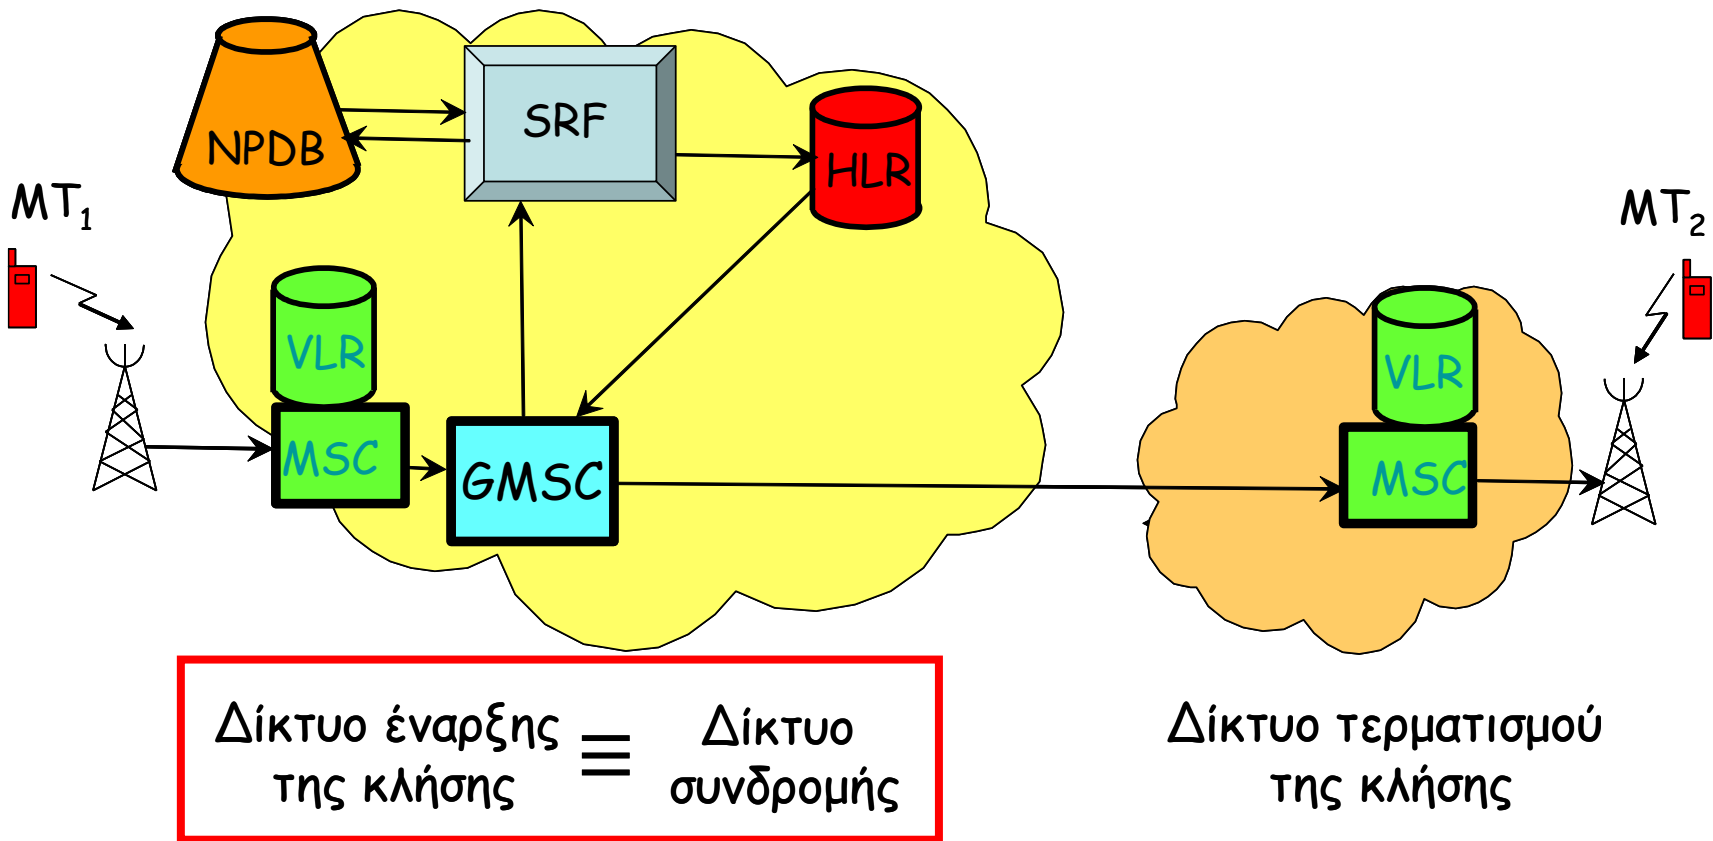 NPDB
SRF
HLR
MT1
MT2
VLR
VLR
MSC
GMSC
MSC
Δίκτυο έναρξης
της κλήσης
≡
Δίκτυο
συνδρομής
Δίκτυο τερματισμού
της κλήσης